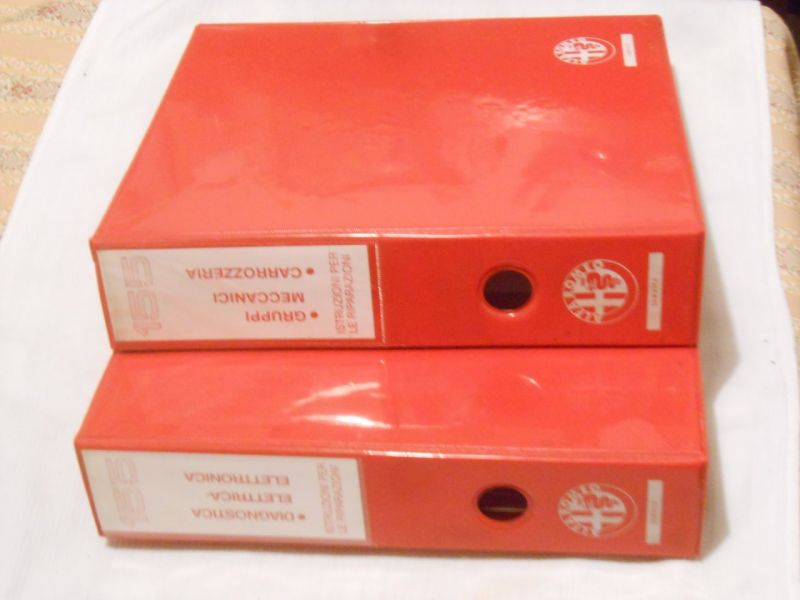 155
• GRUPPI
MECCANICI
• CARROZZERIA
ISTRUZIONI PER
LE RIPARAZIONI
155
• DIAGNOSTICA
ELETTRICA-
ELETTRONICA
ISTRUZIONI PER
LE RIPARAZIONI